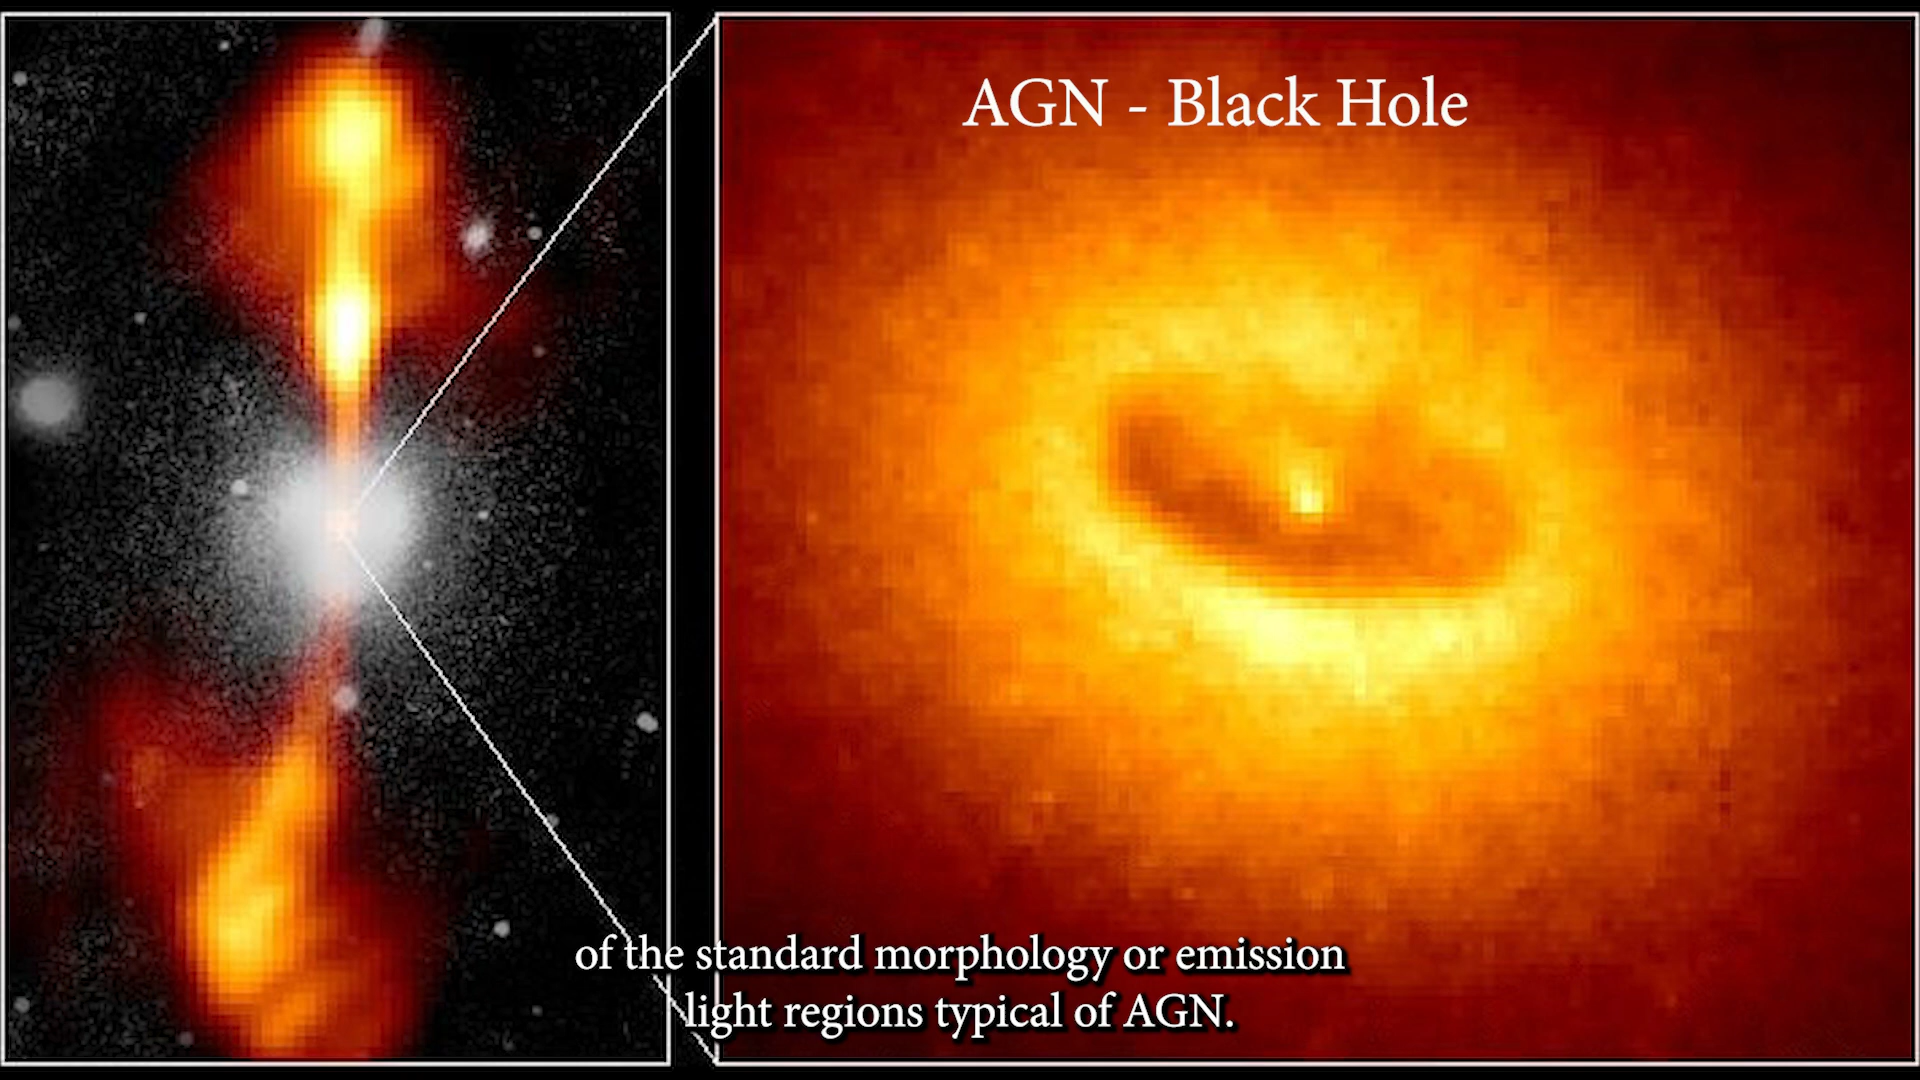 AGN - Black Hole
of the standard morphology or emission
light regions typical of AGN.